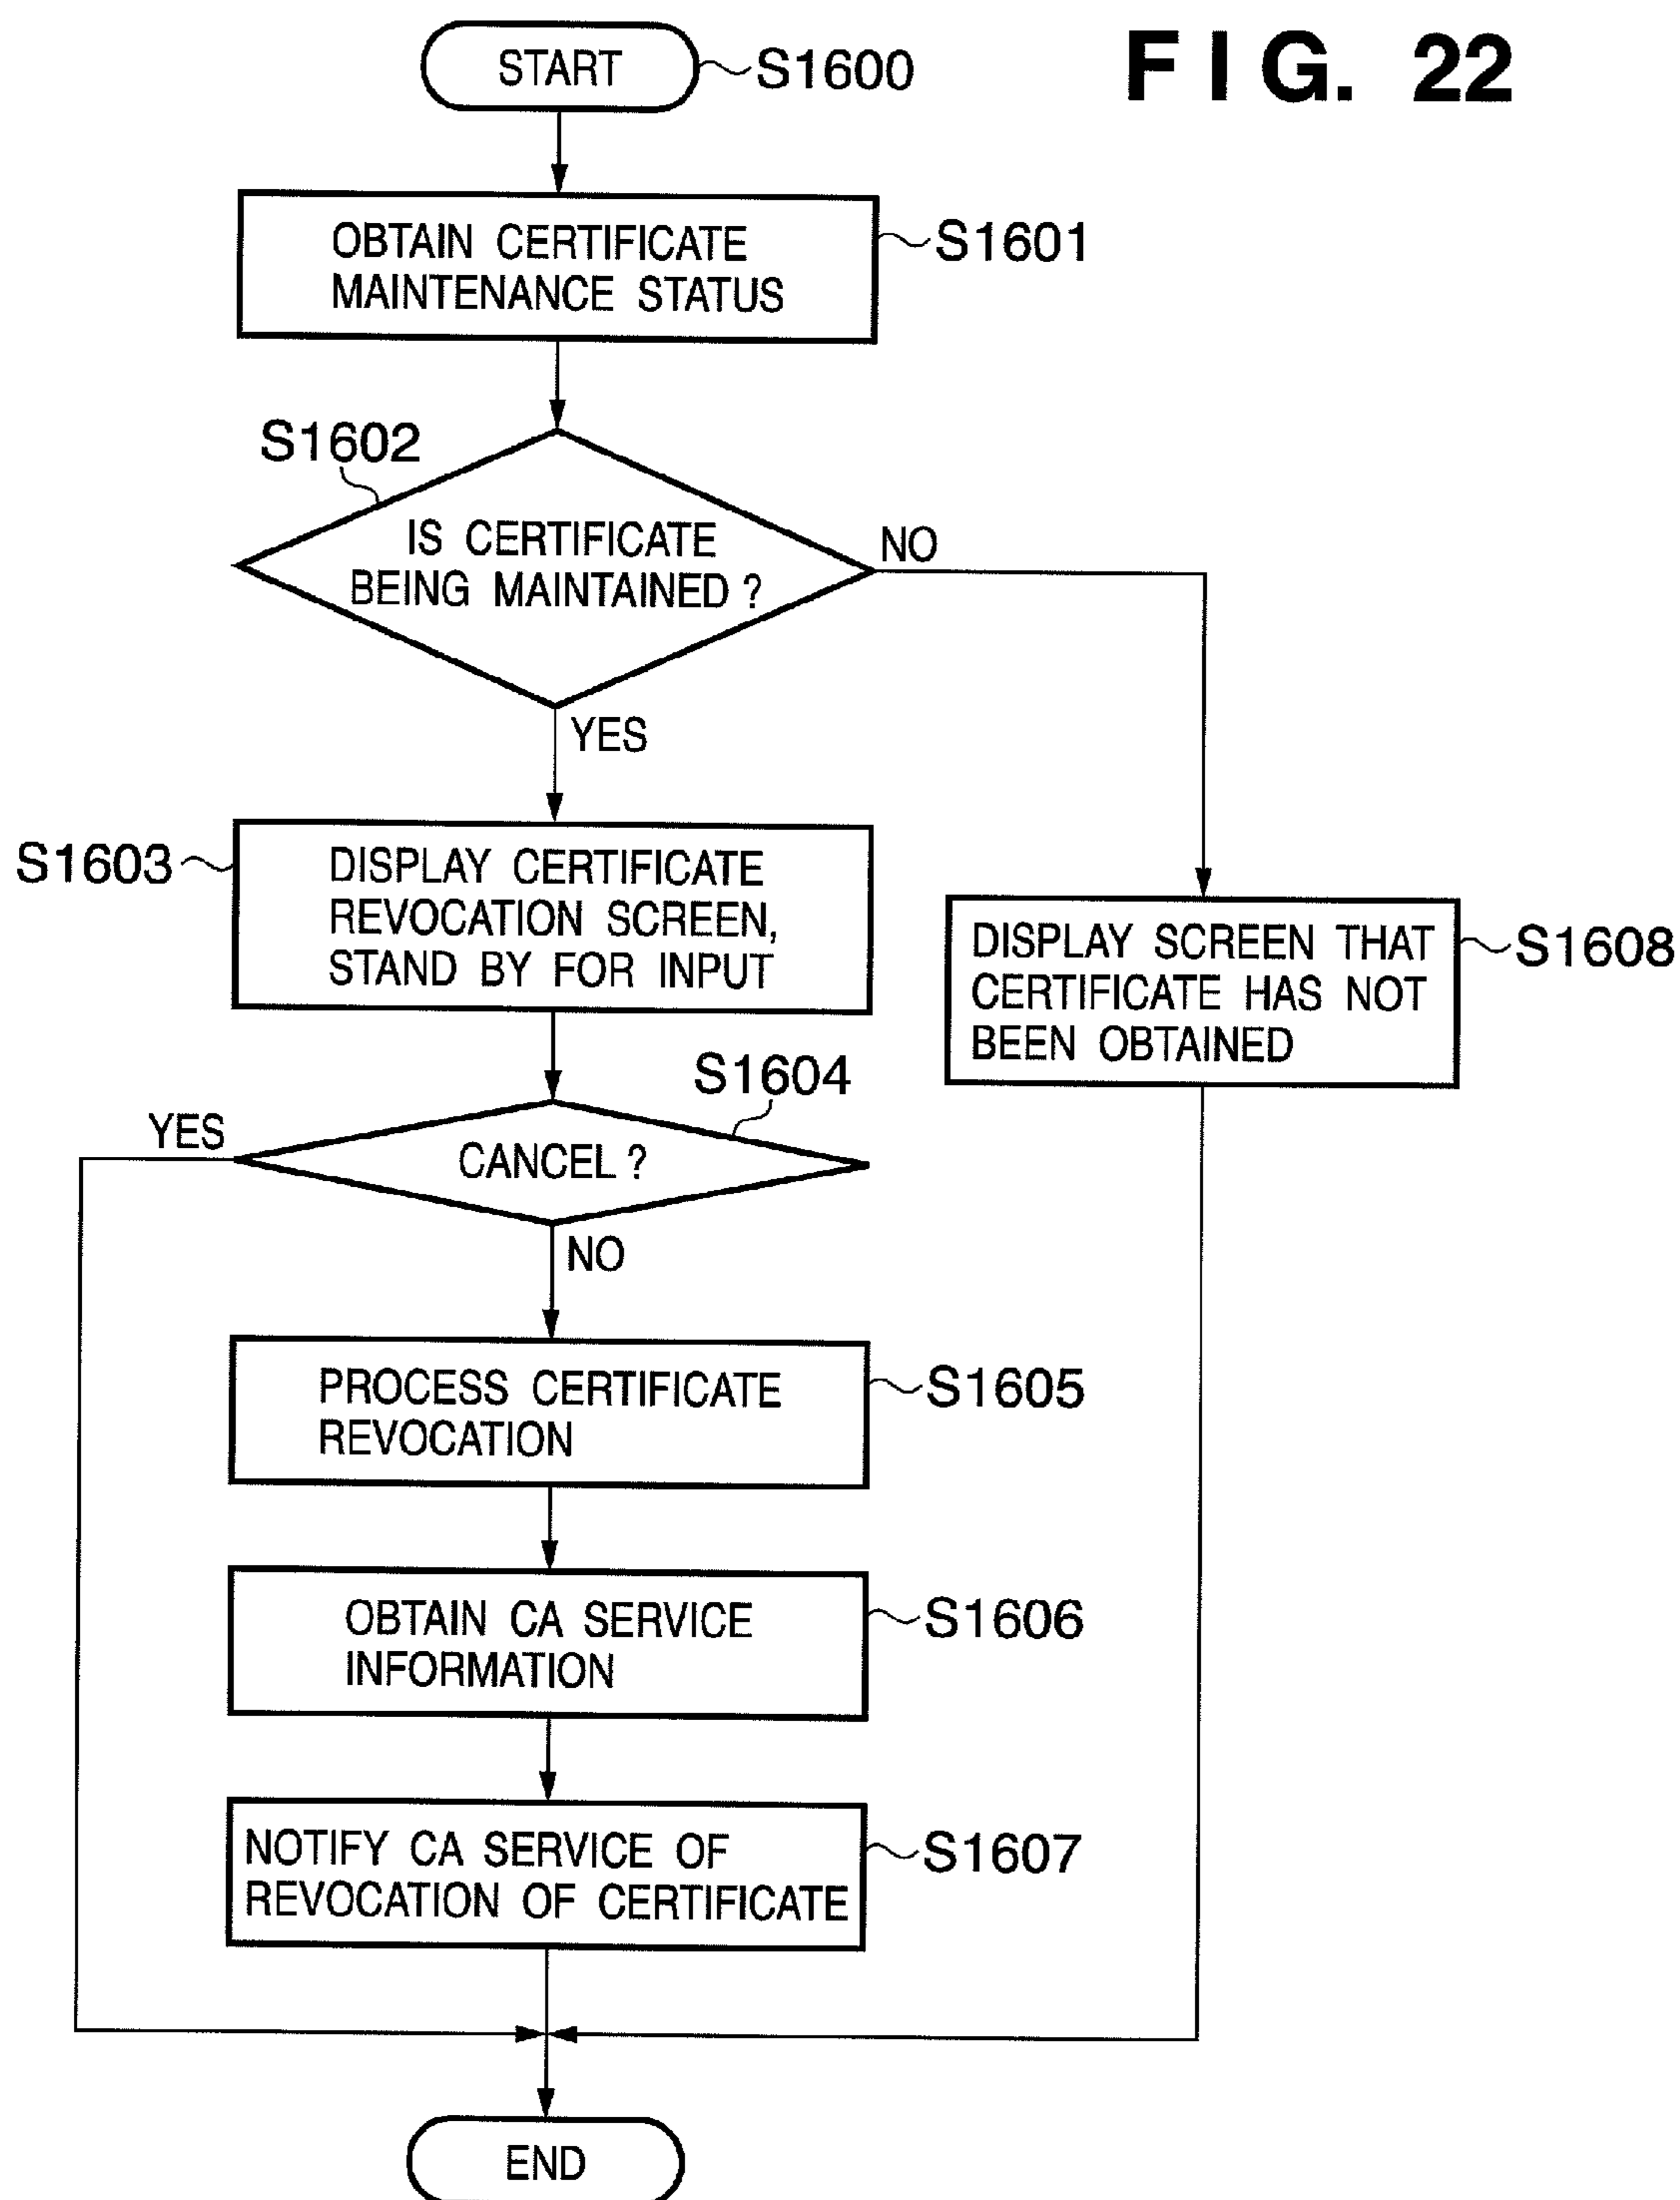 F I G. 22
START
S1600
OBTAIN CERTIFICATE
MAINTENANCE STATUS
S1601
S1602
IS CERTIFICATE
BEING MAINTAINED ?
NO
YES
S1603
DISPLAY CERTIFICATE
REVOCATION SCREEN,
STAND BY FOR INPUT
DISPLAY SCREEN THAT
CERTIFICATE HAS NOT
BEEN OBTAINED
S1608
S1604
YES
CANCEL ?
NO
PROCESS CERTIFICATE
REVOCATION
S1605
OBTAIN CA SERVICE
INFORMATION
S1606
NOTIFY CA SERVICE OF
REVOCATION OF CERTIFICATE
S1607
END